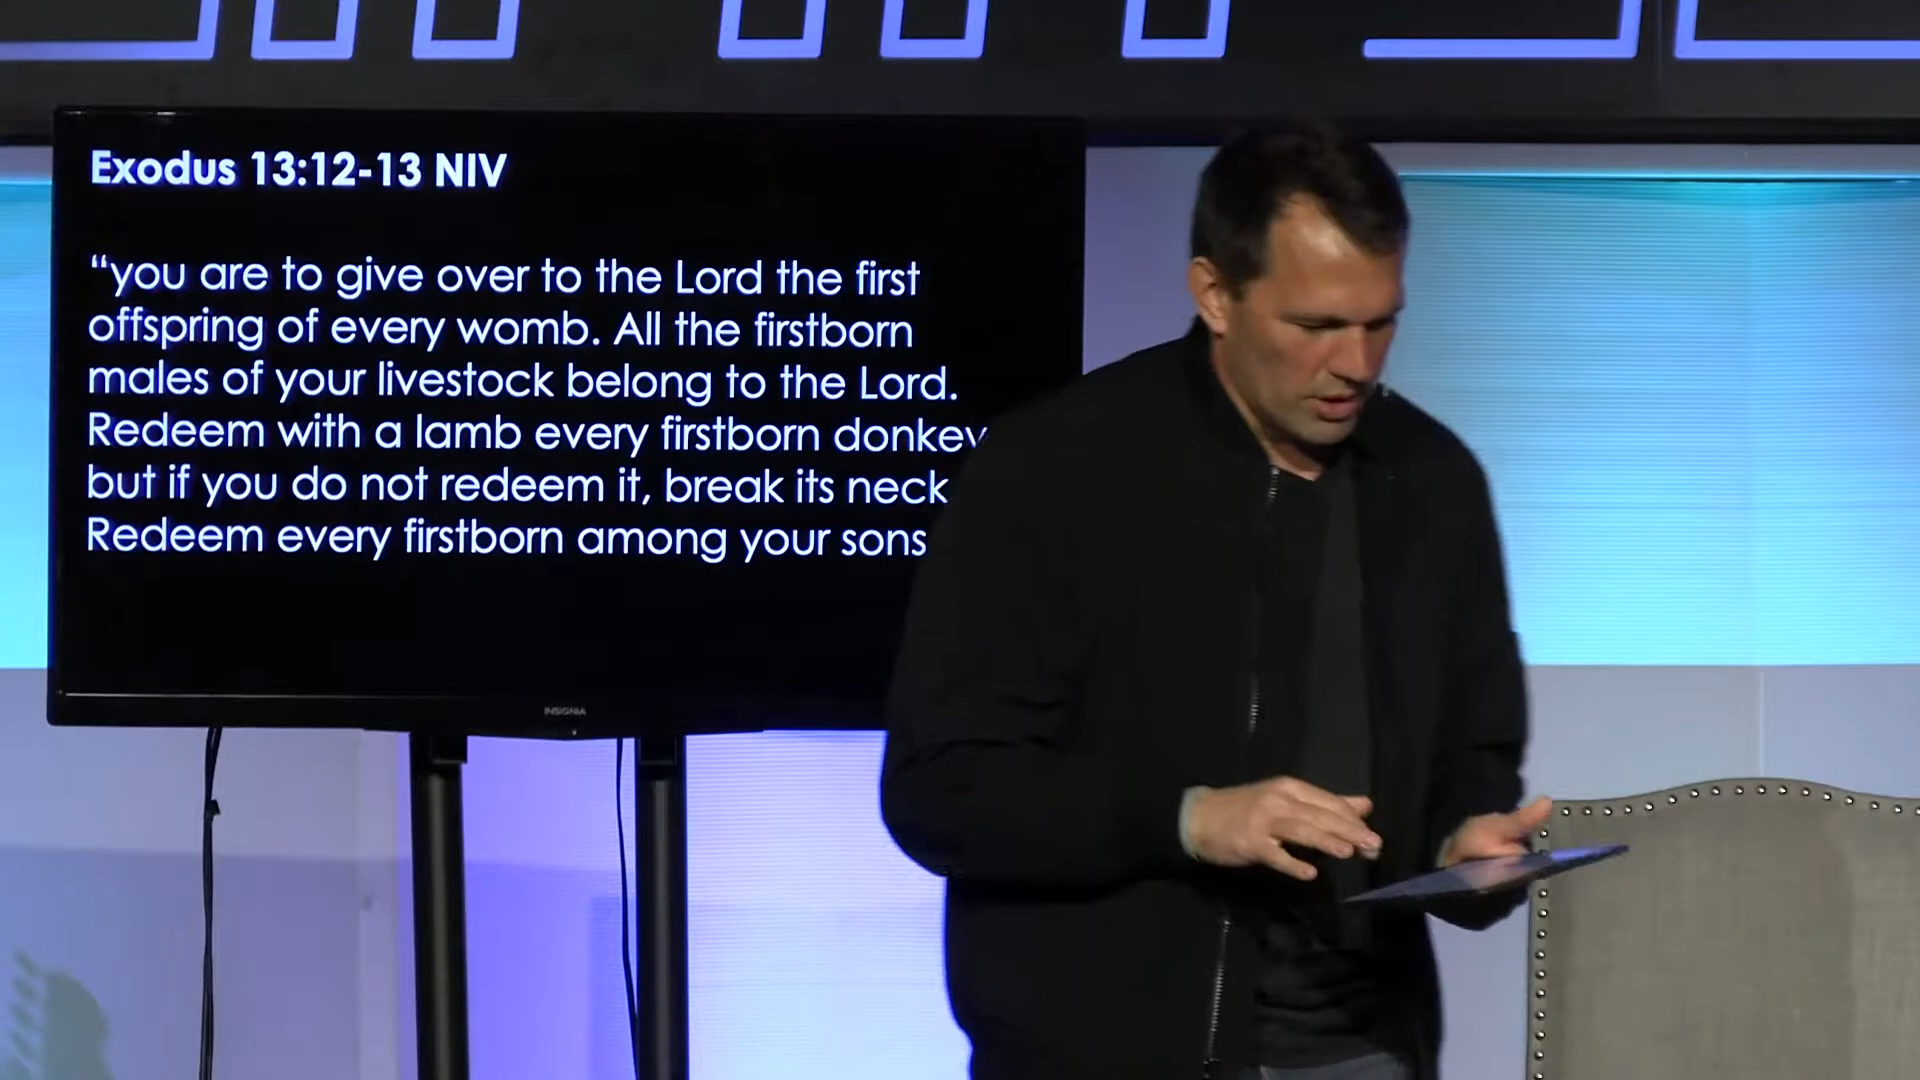 Exodus 13:12-13 NIV
“you are to give over to the Lord the first
offspring of every womb. All the firstborn
males of your livestock belong to the Lord.
Redeem with a lamb every firstborn donkey
but if you do not redeem it, break its neck
Redeem every firstborn among your sons
INSIGNIA